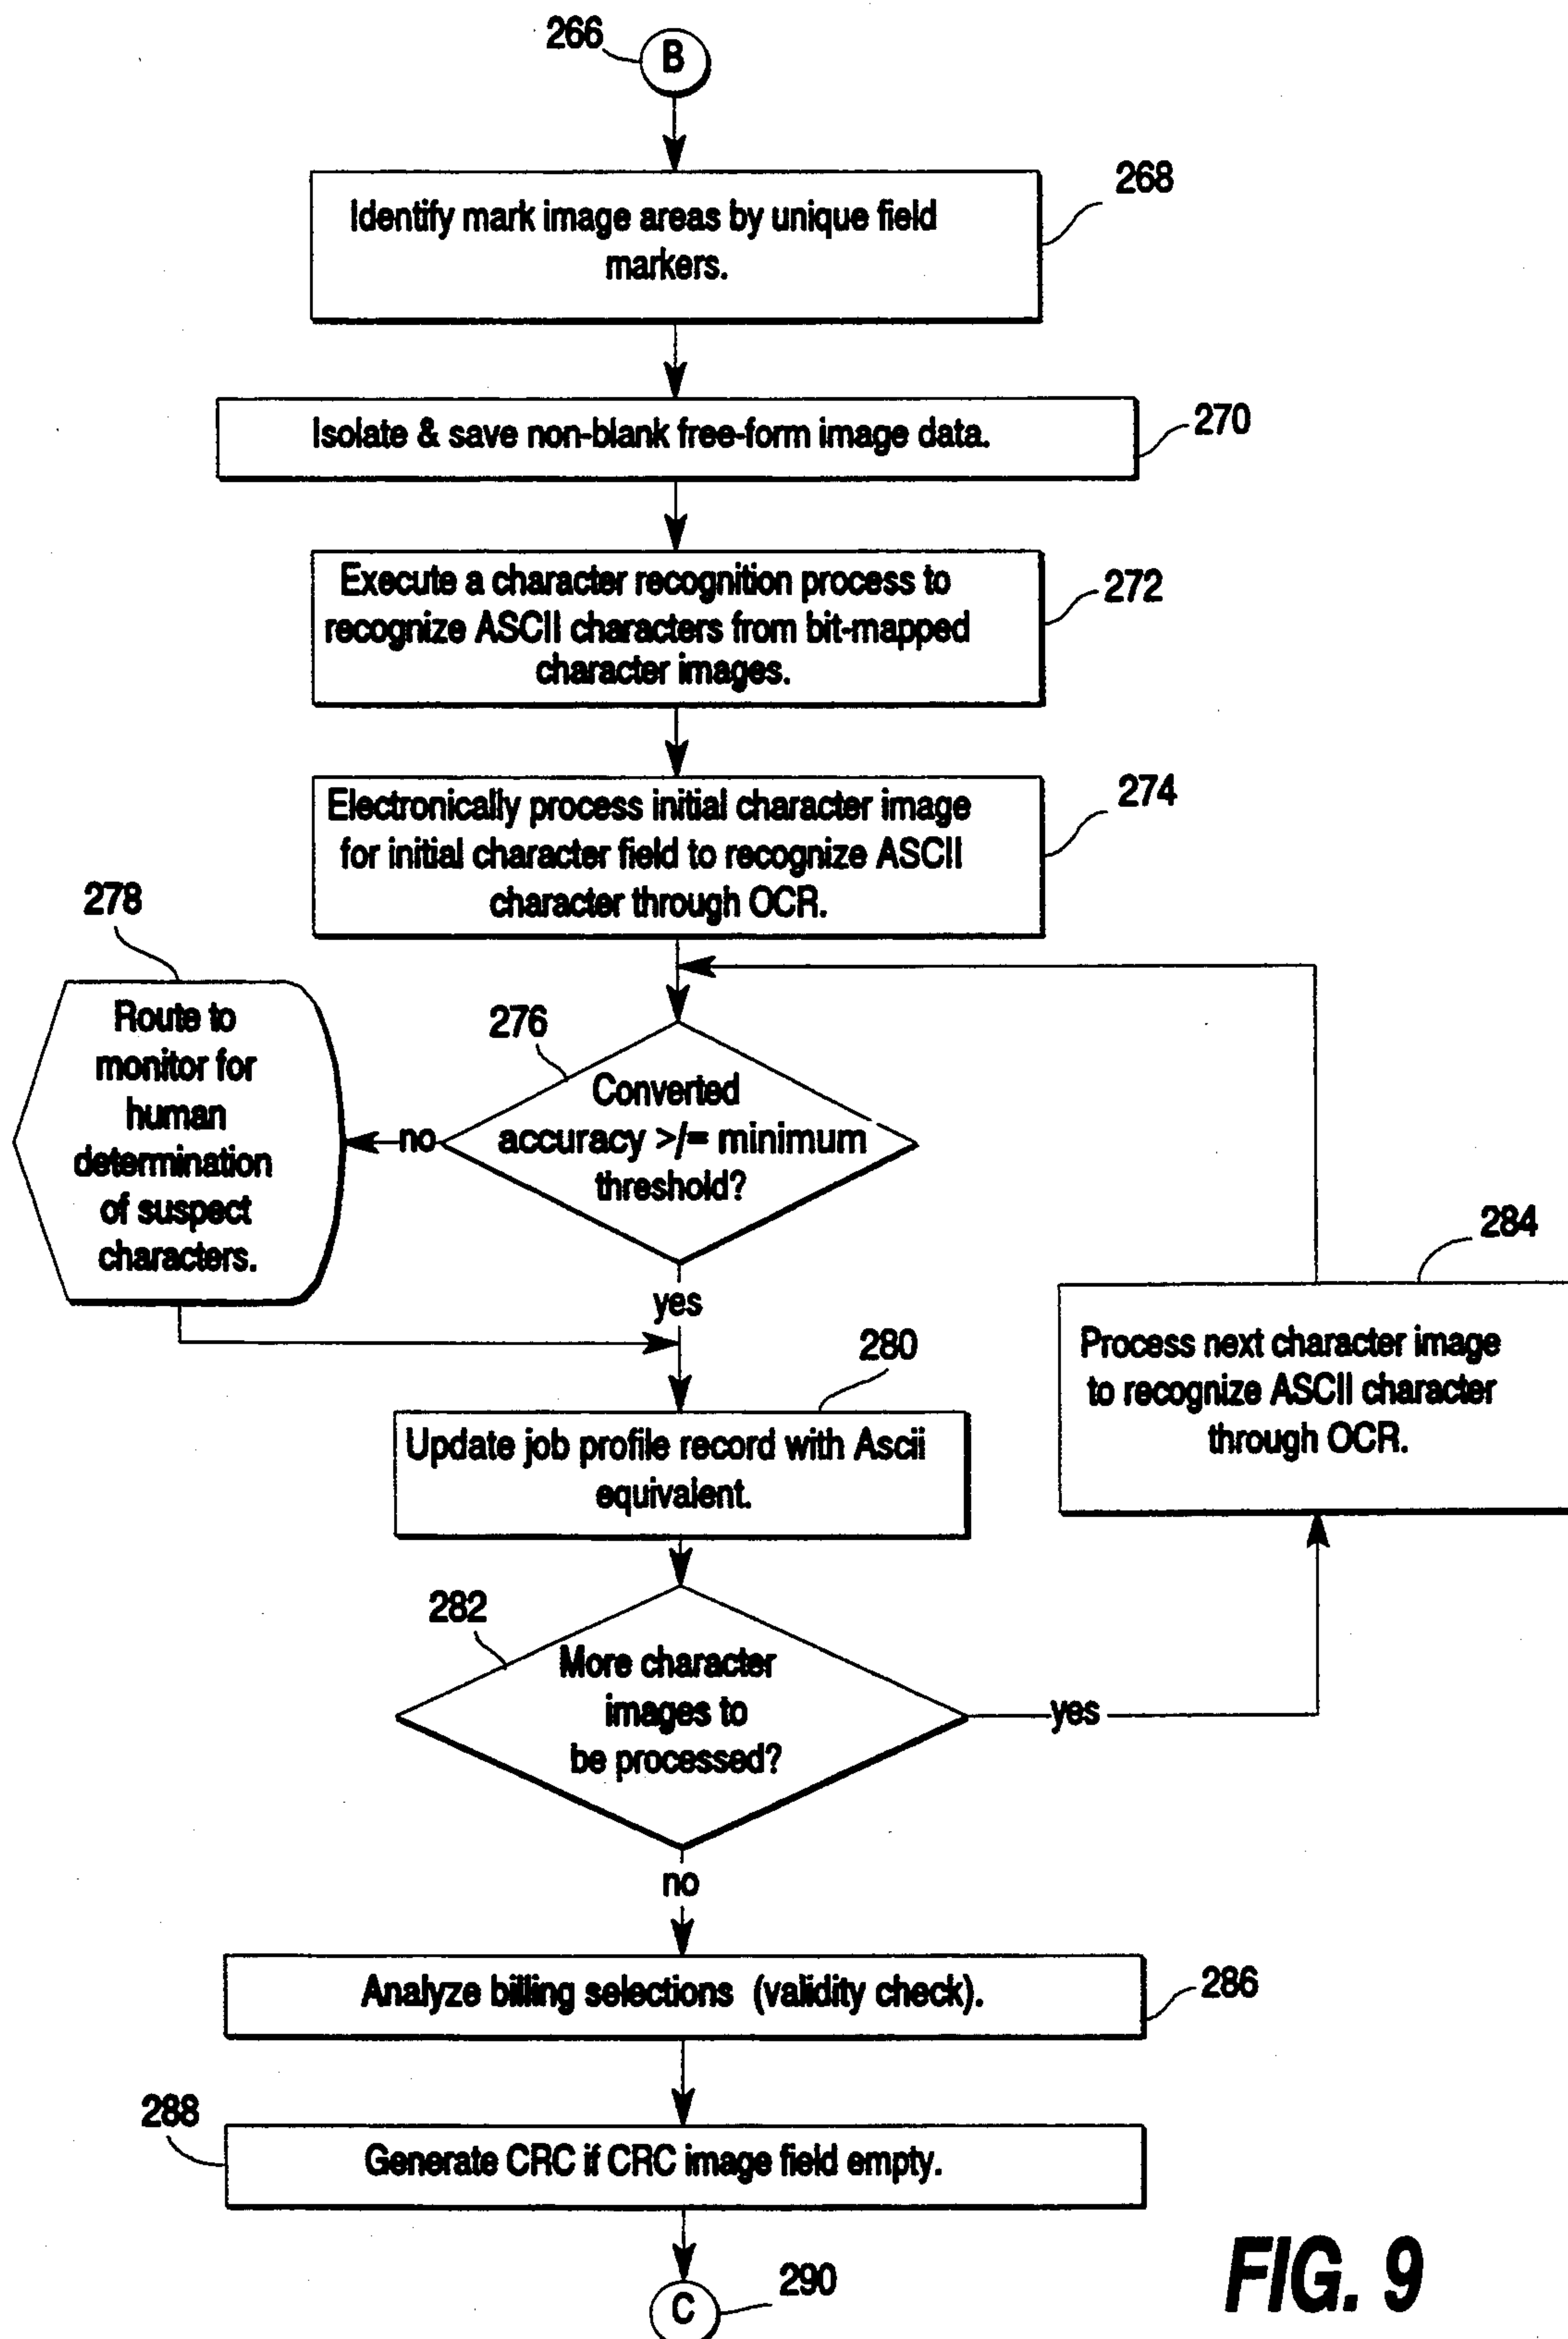 266
B
268
Identify mark image areas by unique field
markers.
270
Isolate & save non-blank free-form image data.
272
Execute a character recognition process to
recognize ASCII characters from bit-mapped
character images.
274
Electronically process initial character image
for initial character field to recognize ASCII
character through OCR.
278
Route to
monitor for
human
determination
of suspect
characters.
276
Converted
accuracy >/= minimum
threshold?
no
yes
284
Process next character image
to recognize ASCII character
through OCR.
280
Update job profile record with Ascii
equivalent.
282
More character
images to
be processed?
yes
no
286
Analyze billing selections (validity check).
288
Generate CRC if CRC image field empty.
290
C
FIG. 9